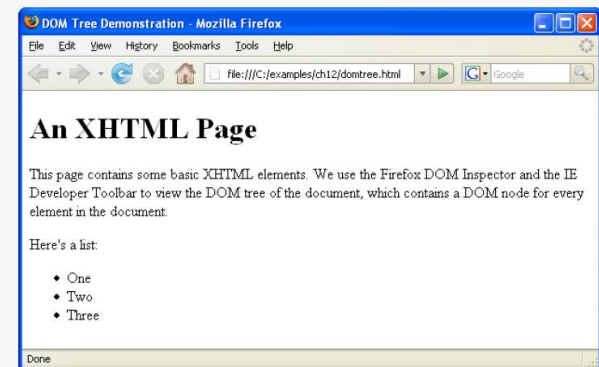 DOM Tree Demonstration - Mozilla Firefox
File Edit View History Bookmarks Tools Help
file:///C:/examples/ch12/domtree.html G Google
An XHTML Page
This page contains some basic XHTML elements. We use the Firefox DOM Inspector and the IE
Developer Toolbar to view the DOM tree of the document, which contains a DOM node for every
element in the document.
Here's a list:
• One
• Two
• Three
Done